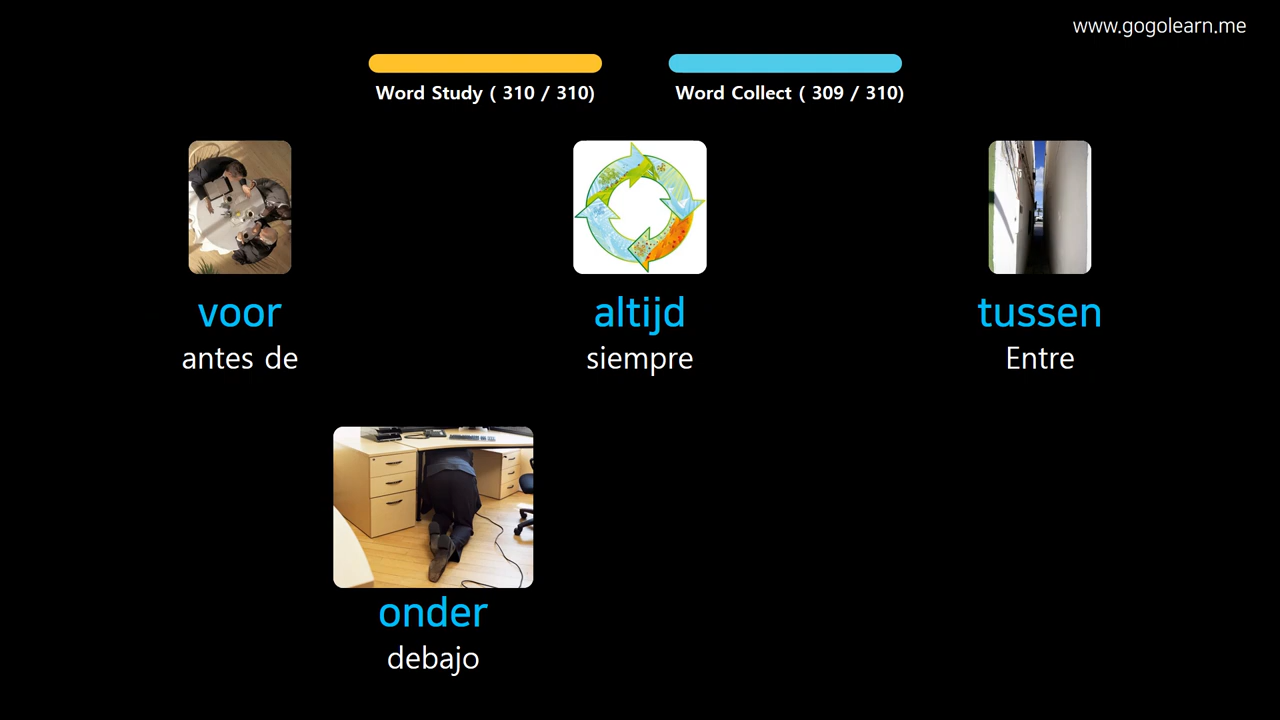 www.gogolearn.me
Word Study ( 310 / 310)
Word Collect ( 309 / 310)
voor
antes de
altijd
siempre
tussen
Entre
onder
debajo